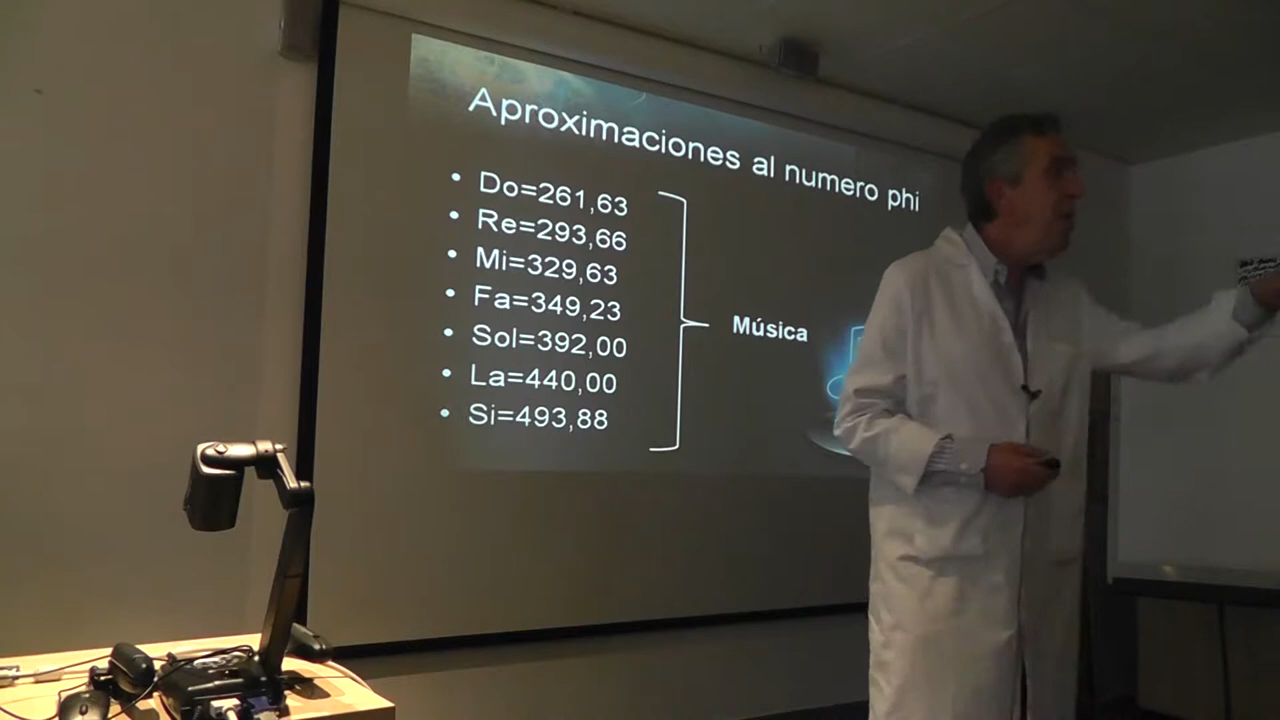 Aproximaciones al numero phi
• Do=261,63
• Re=293,66
• Mi=329,63
• Fa=349,23
• Sol=392,00
• La=440,00
• Si=493,88
Música